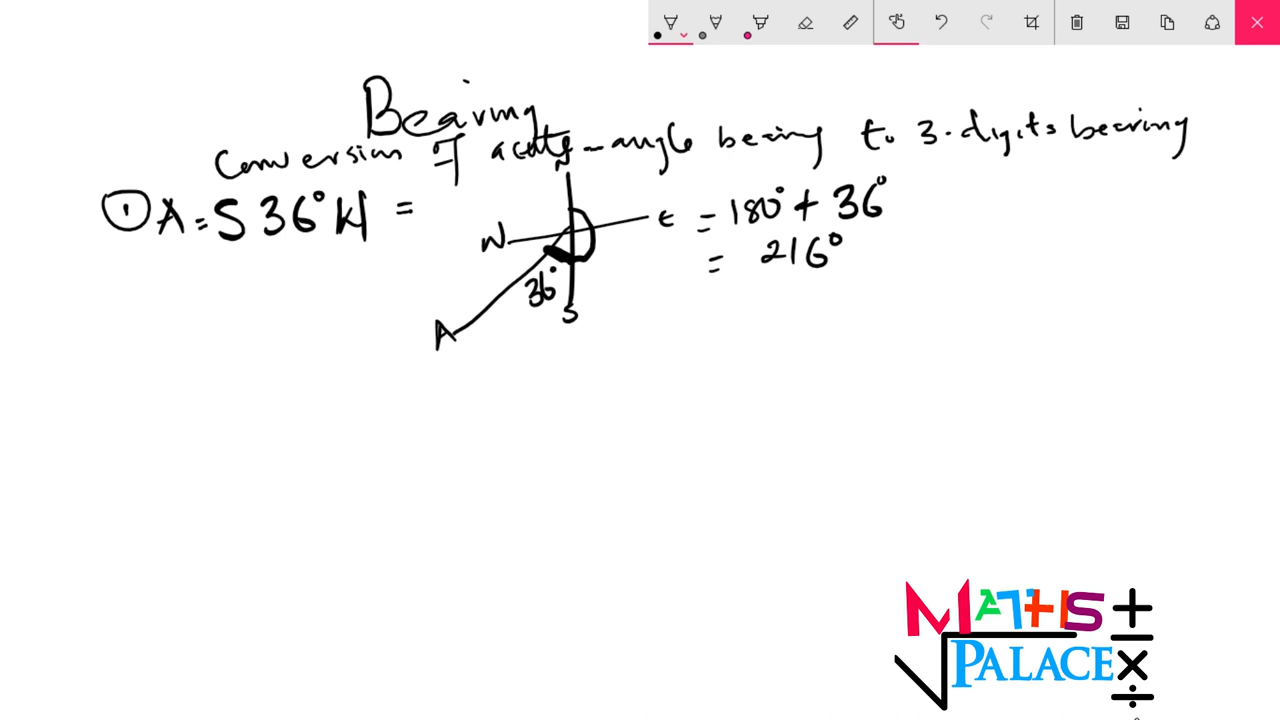 Bearing
Conversion of acute-angle bearing to 3-digits bearing
① A = S 36° W =
N
W E
36°
S
A
= 180° + 36°
= 216°
MATHS
PALACE
+
×
÷